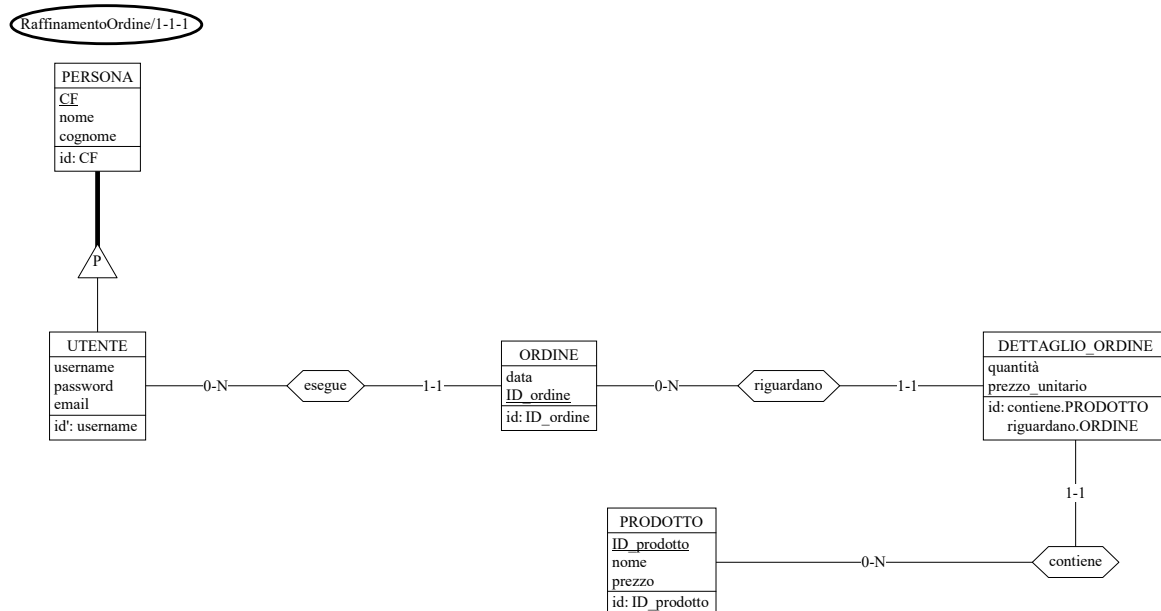 RaffinamentoOrdine/1-1-1
PERSONA
CF
nome
cognome
id: CF
P
UTENTE
username
password
email
id': username
0-N
esegue
1-1
ORDINE
data
ID_ordine
id: ID_ordine
0-N
riguardano
1-1
DETTAGLIO_ORDINE
quantità
prezzo_unitario
id: contiene.PRODOTTO
riguardano.ORDINE
1-1
contiene
0-N
PRODOTTO
ID_prodotto
nome
prezzo
id: ID_prodotto